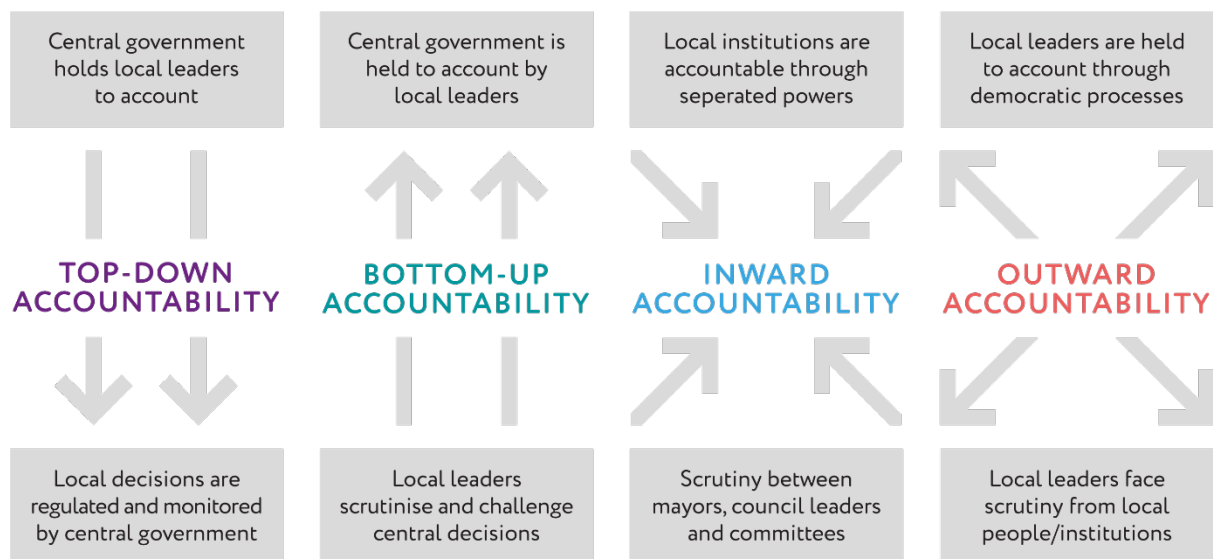 Central government
holds local leaders
to account
Central government is
held to account by
local leaders
Local institutions are
accountable through
seperated powers
Local leaders are held
to account through
democratic processes
TOP-DOWN
ACCOUNTABILITY
BOTTOM-UP
ACCOUNTABILITY
INWARD
ACCOUNTABILITY
OUTWARD
ACCOUNTABILITY
Local decisions are
regulated and monitored
by central government
Local leaders
scrutinise and challenge
central decisions
Scrutiny between
mayors, council leaders
and committees
Local leaders face
scrutiny from local
people/institutions